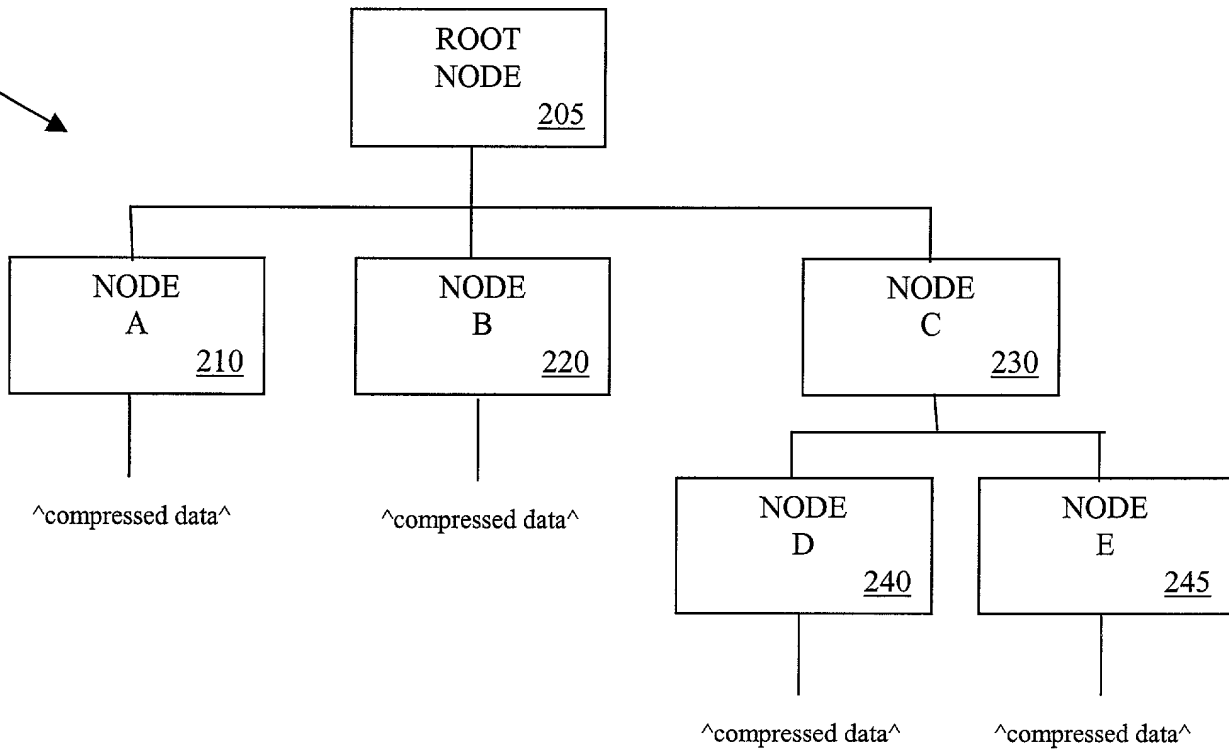 ROOT
NODE
205
NODE
A
210
NODE
B
220
NODE
C
230
^compressed data^
^compressed data^
NODE
D
240
NODE
E
245
^compressed data^
^compressed data^